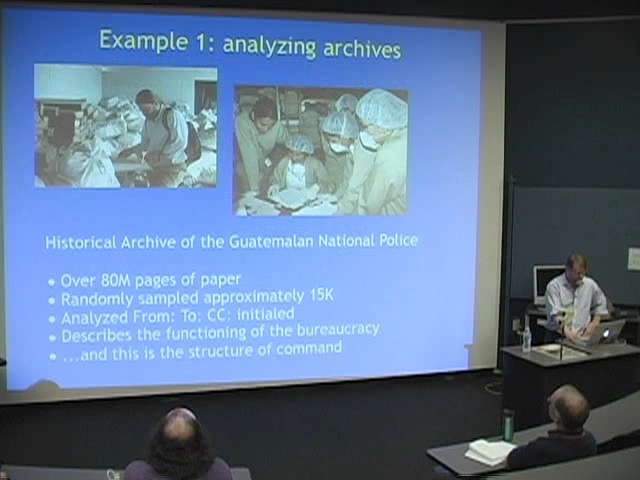 Example 1: analyzing archives
Historical Archive of the Guatemalan National Police
• Over 80M pages of paper
• Randomly sampled approximately 15K
• Analyzed From: To: CC: initialed
• Describes the functioning of the bureaucracy
• ...and this is the structure of command